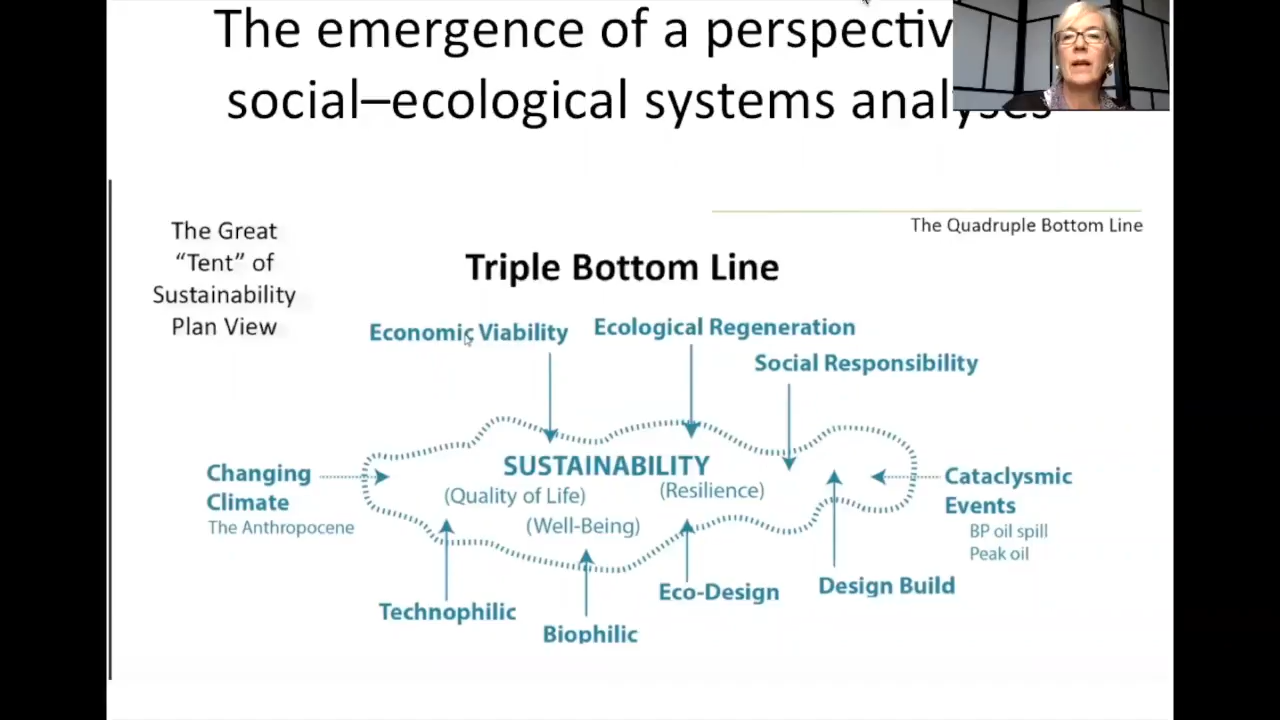 The emergence of a
social–ecological systems
The Great
“Tent” of
Sustainability
Plan View
The Quadruple Bottom Line
Triple Bottom Line
Economic Viability
Ecological Regeneration
Social Responsibility
SUSTAINABILITY
(Quality of Life)
(Resilience)
(Well-Being)
Changing
Climate
The Anthropocene
Cataclysmic
Events
BP oil spill
Peak oil
Technophilic
Biophilic
Eco-Design
Design Build